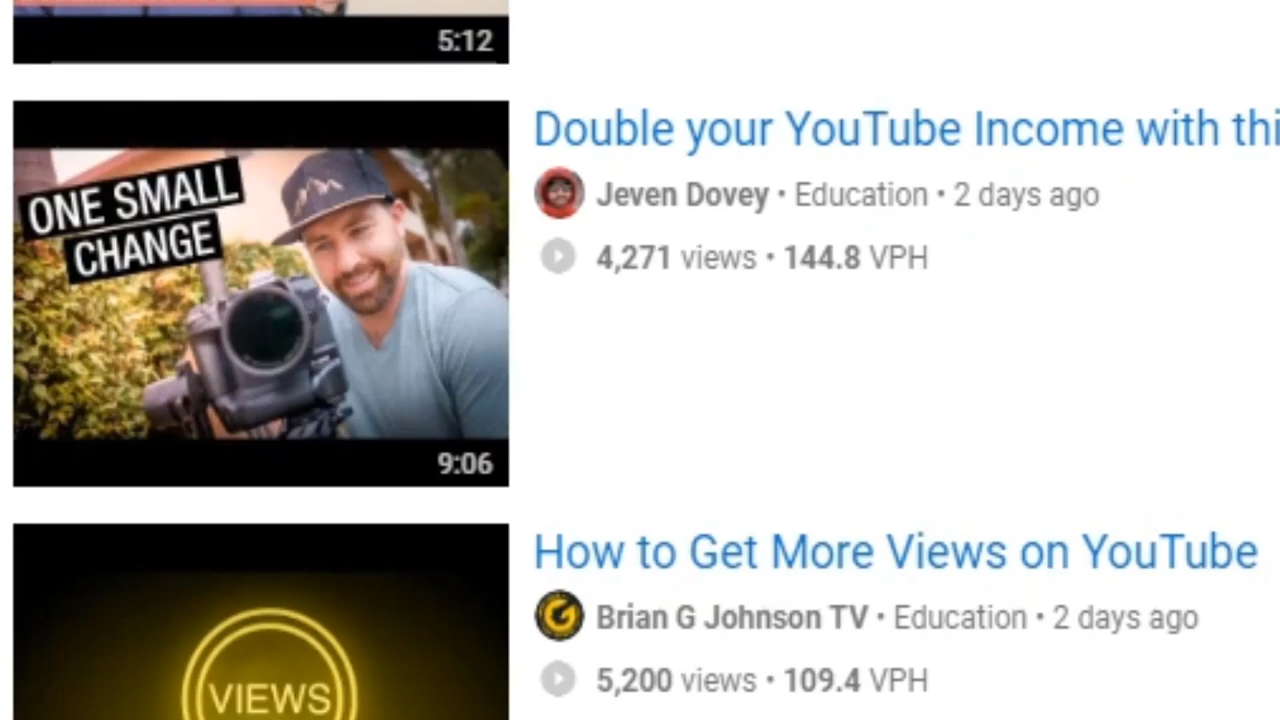 5:12
ONE SMALL
CHANGE
9:06
Double your YouTube Income with
Jeven Dovey • Education • 2 days ago
4,271 views • 144.8 VPH
VIEWS
How to Get More Views on YouTube
Brian G Johnson TV • Education • 2 days ago
5,200 views • 109.4 VPH